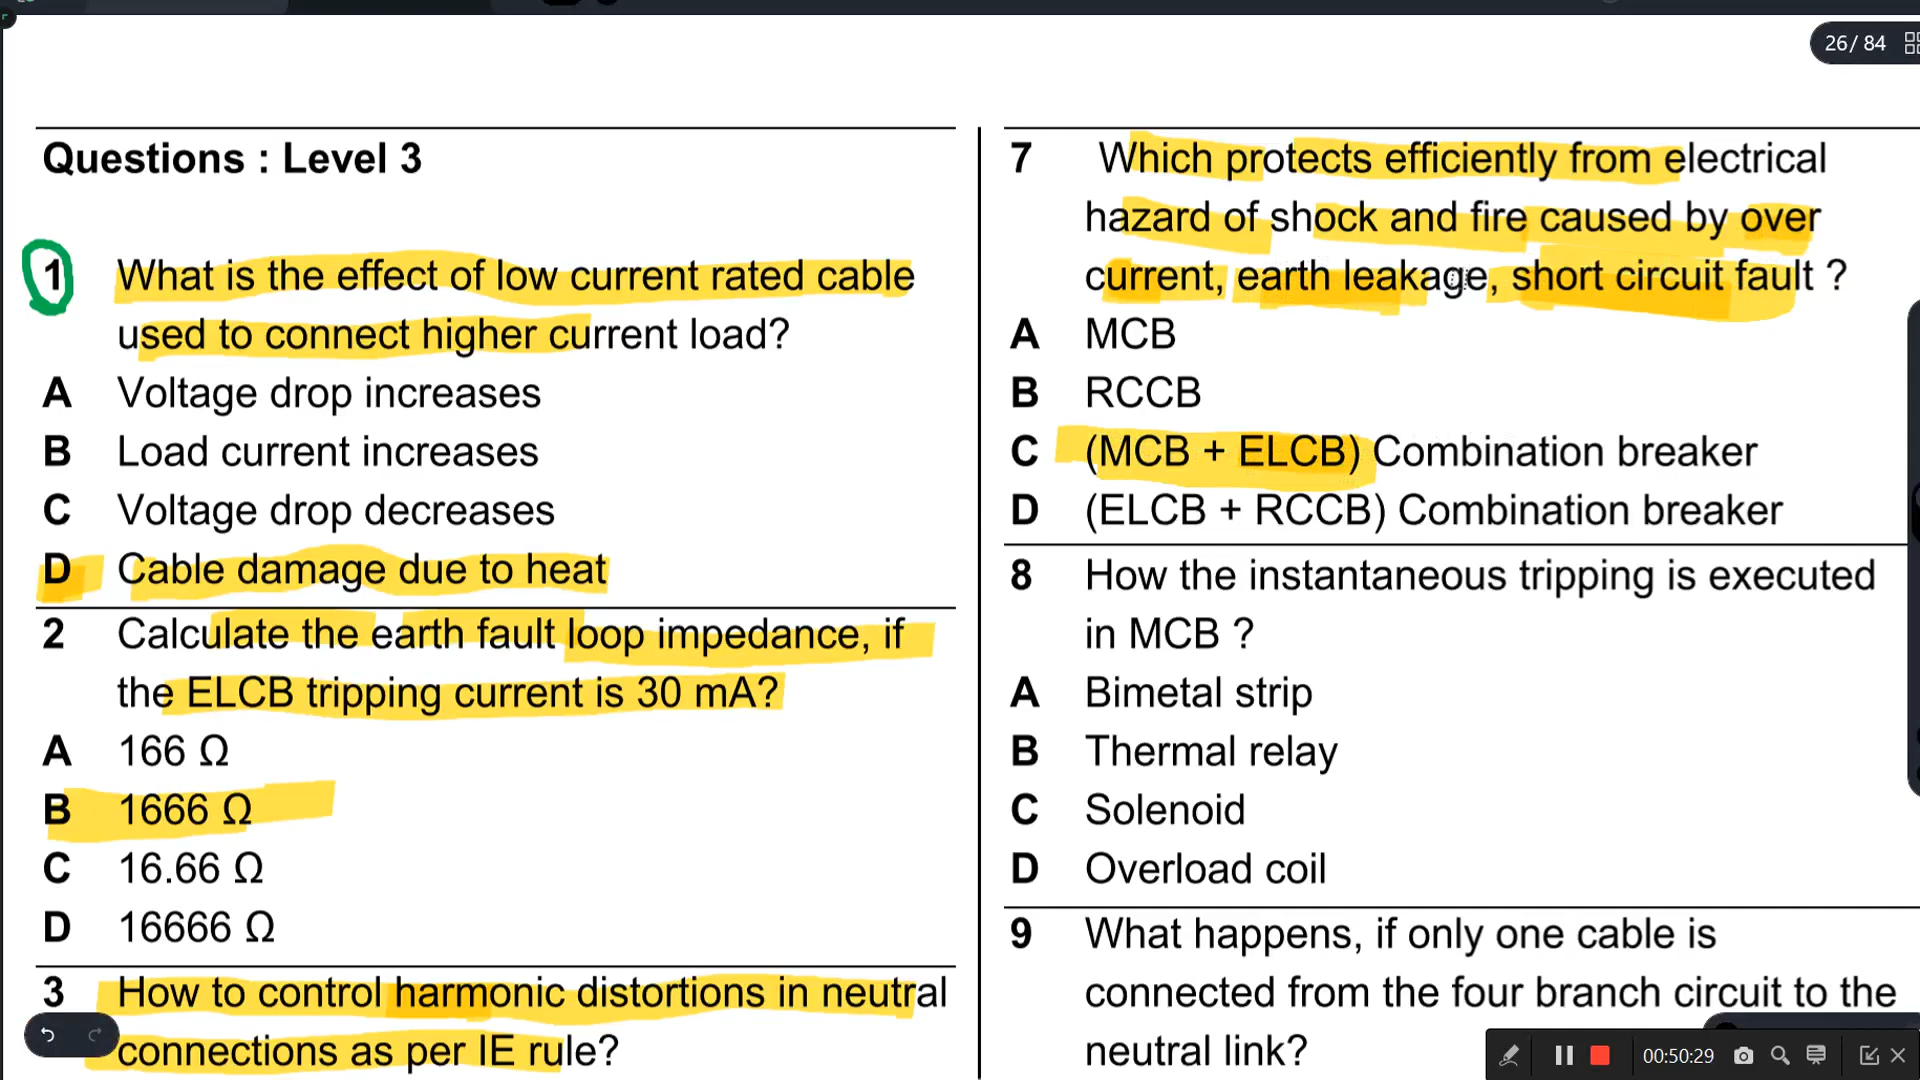 26/ 84
Questions : Level 3
1 What is the effect of low current rated cable
used to connect higher current load?
A Voltage drop increases
B Load current increases
C Voltage drop decreases
D Cable damage due to heat
2 Calculate the earth fault loop impedance, if
the ELCB tripping current is 30 mA?
A 166 Ω
B 1666 Ω
C 16.66 Ω
D 16666 Ω
3 How to control harmonic distortions in neutral
connections as per IE rule?
7 Which protects efficiently from electrical
hazard of shock and fire caused by over
current, earth leakage, short circuit fault ?
A MCB
B RCCB
C (MCB + ELCB) Combination breaker
D (ELCB + RCCB) Combination breaker
8 How the instantaneous tripping is executed
in MCB ?
A Bimetal strip
B Thermal relay
C Solenoid
D Overload coil
9 What happens, if only one cable is
connected from the four branch circuit to the
neutral link?
00:50:29